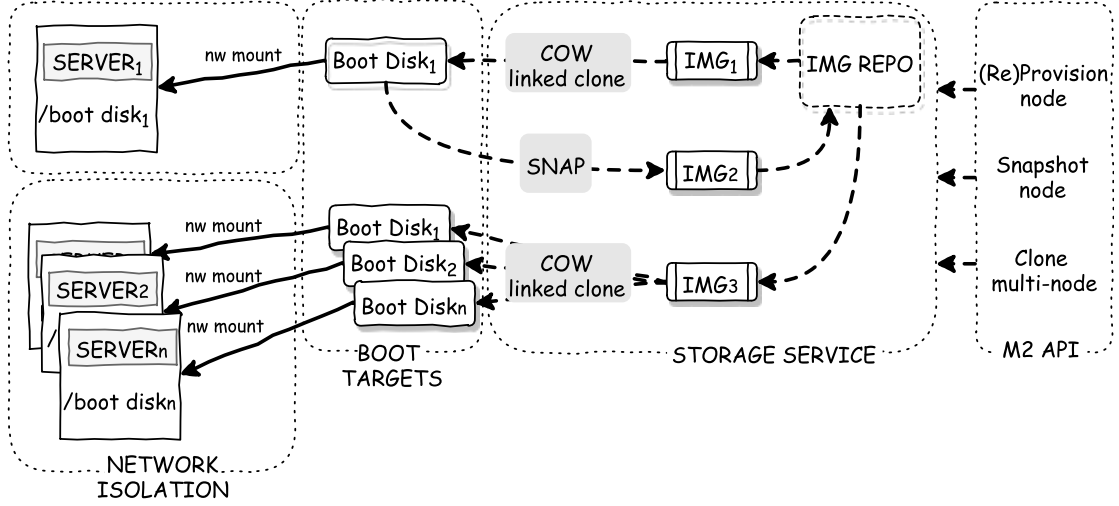 SERVER1
/boot disk1
nw mount
Boot Disk1
COW
linked clone
IMG1
IMG REPO
(Re)Provision
node
SNAP
IMG2
Snapshot
node
nw mount
Boot Disk1
SERVER2
nw mount
Boot Disk2
COW
linked clone
IMG3
Clone
multi-node
nw mount
Boot Diskn
SERVERn
/boot diskn
BOOT
TARGETS
STORAGE SERVICE
M2 API
NETWORK
ISOLATION